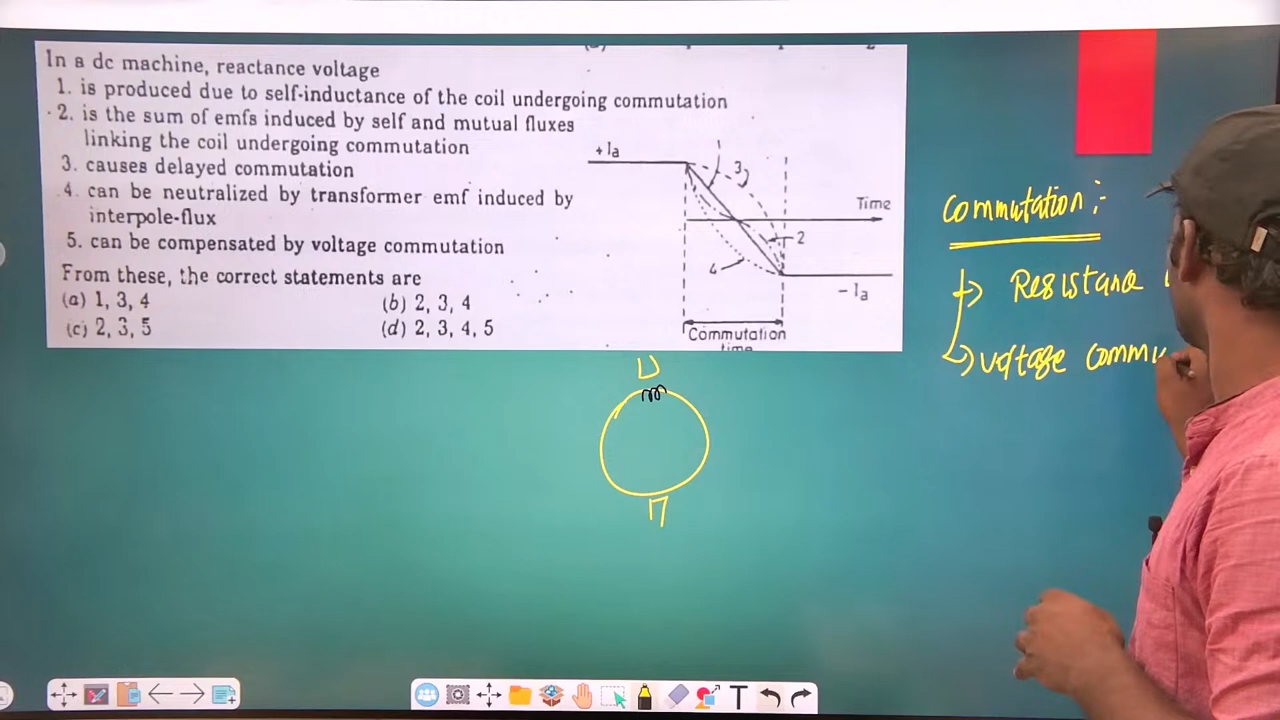 In a dc machine, reactance voltage
1. is produced due to self-inductance of the coil undergoing commutation
2. is the sum of emfs induced by self and mutual fluxes
linking the coil undergoing commutation
3. causes delayed commutation
4. can be neutralized by transformer emf induced by
interpole-flux
5. can be compensated by voltage commutation
From these, the correct statements are
(a) 1, 3, 4
(b) 2, 3, 4
(c) 2, 3, 5
(d) 2, 3, 4, 5
+Ia
1
3
Time
2
4
-Ia
Commutation
time
Commutation :-
Resistance
voltage commu
T